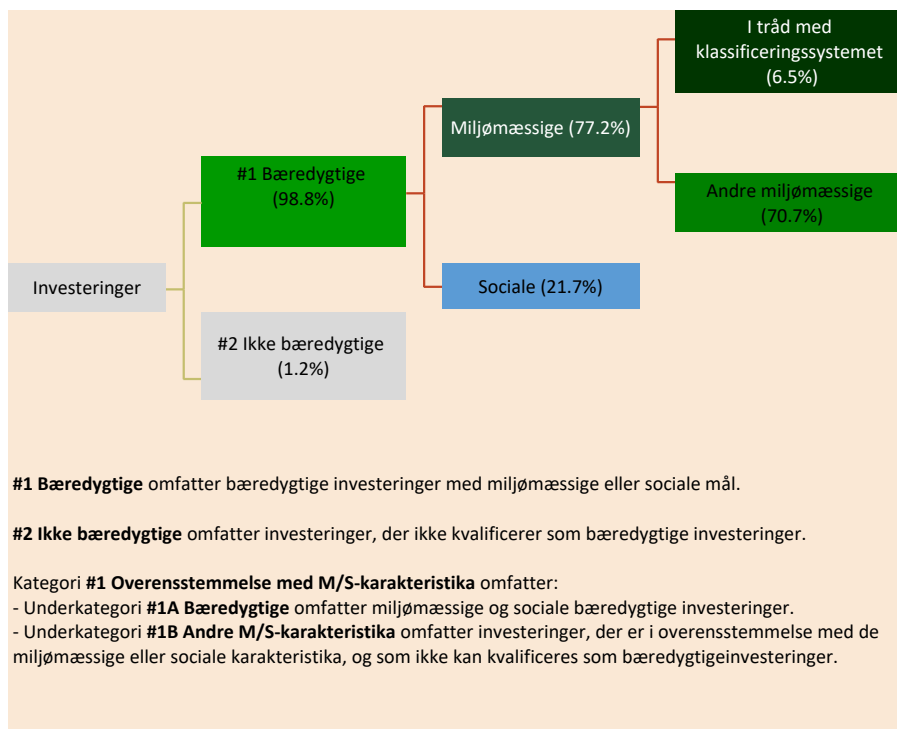 I tråd med
klassificeringssystemet
(6.5%)
Miljømæssige (77.2%)
#1 Bæredygtige
(98.8%)
Andre miljømæssige
(70.7%)
Investeringer
Sociale (21.7%)
#2 Ikke bæredygtige
(1.2%)
#1 Bæredygtige omfatter bæredygtige investeringer med miljømæssige eller sociale mål.
#2 Ikke bæredygtige omfatter investeringer, der ikke kvalificerer som bæredygtige investeringer.
Kategori #1 Overensstemmelse med M/S-karakteristika omfatter:
- Underkategori #1A Bæredygtige omfatter miljømæssige og sociale bæredygtige investeringer.
- Underkategori #1B Andre M/S-karakteristika omfatter investeringer, der er i overensstemmelse med de
miljømæssige eller sociale karakteristika, og som ikke kan kvalificeres som bæredygtigeinvesteringer.